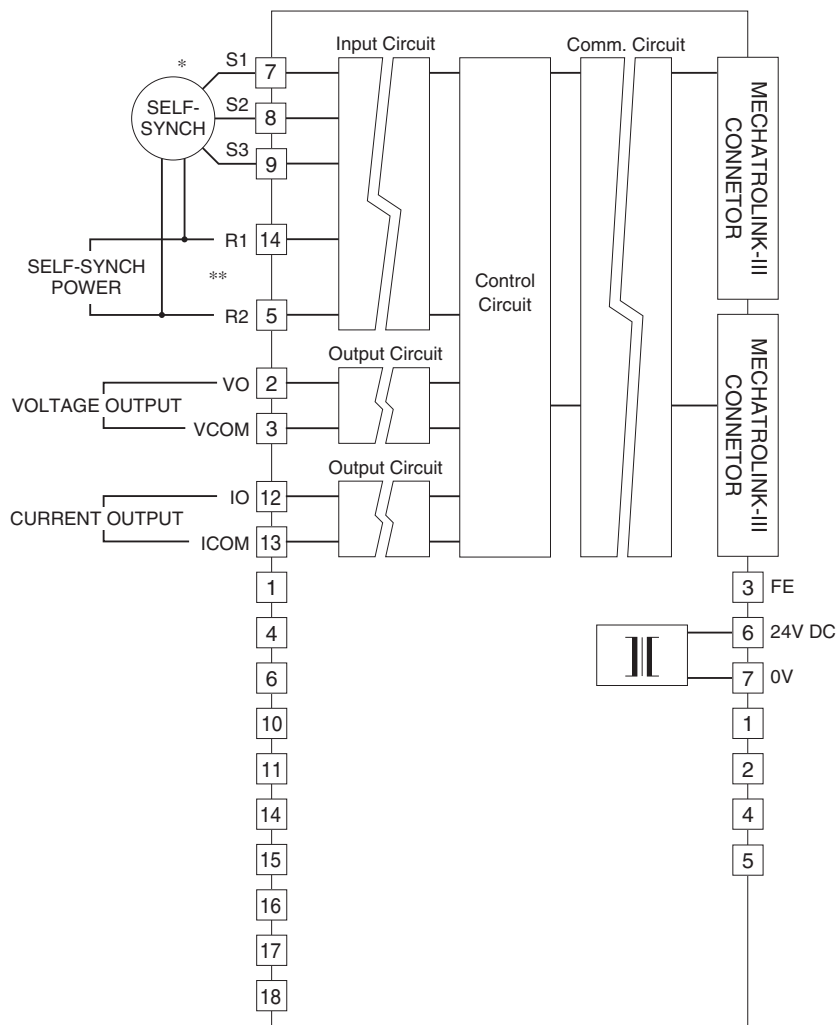 Input Circuit
Comm. Circuit
*
S1
7
SELF-
SYNCH
S2
8
S3
9
R1
14
SELF-SYNCH
POWER
**
R2
5
Control
Circuit
MECHATROLINK-III
CONNETOR
MECHATROLINK-III
CONNETOR
Output Circuit
VO
2
VOLTAGE OUTPUT
VCOM
3
Output Circuit
IO
12
CURRENT OUTPUT
ICOM
13
1
4
6
10
11
14
15
16
17
18
3 FE
6 24V DC
7 0V
1
2
4
5